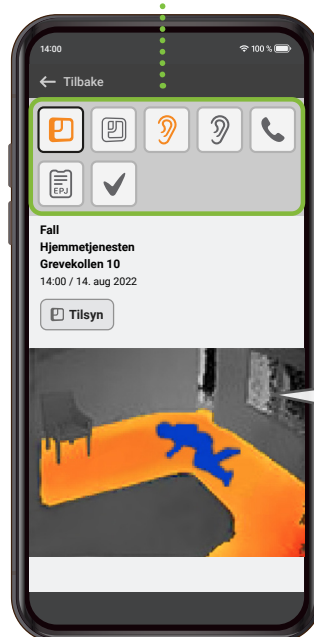 14:00 100 %
← Tilbake
EPJ
Fall
Hjemmetjenesten
Grevekollen 10
14:00 / 14. aug 2022
Tilsyn